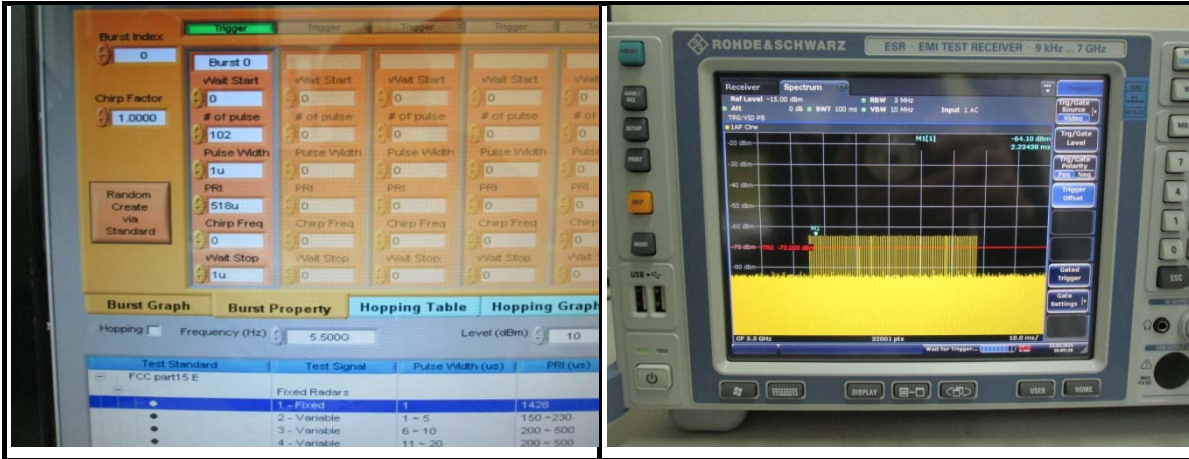 Burst Index
0
Chirp Factor
1.0000
Random
Create
via
Standard
Trigger
Trigger
Trigger
Trigger
Burst 0
Wait Start
Wait Start
Wait Start
Wait Start
0
0
0
0
# of pulse
# of pulse
# of pulse
# of pulse
102
0
0
0
Pulse Width
Pulse Width
Pulse Width
Pulse Width
1u
0
0
0
PRI
PRI
PRI
PRI
518u
0
0
0
Chirp Freq
Chirp Freq
Chirp Freq
Chirp Freq
0
0
0
0
Wait Stop
Wait Stop
Wait Stop
Wait Stop
1u
0
0
0
Burst Graph
Burst Property
Hopping Table
Hopping Graph
Hopping
Frequency (Hz)
5.500G
Level (dBm)
10
Test Standard
Test Signal
Pulse Width (us)
PRI (us)
FCC part15 E
Fixed Radars
1 - Fixed
1
1428
2 - Variable
1 ~ 5
150 ~230
3 - Variable
6 ~ 10
200 ~ 500
4 - Variable
11 ~ 20
200 ~ 500
ROHDE & SCHWARZ
ESR · EMI TEST RECEIVER · 9 kHz ... 7 GHz
PRESET
SAVE/
RCL
SETUP
PRINT
HELP
MODE
USB
Receiver
Spectrum
Ref Level -15.00 dBm
RBW 3 MHz
Att
0 dB
SWT 100 ms
VBW 10 MHz
Input 1 AC
TRG:VID PS
1AP Clrw
M1[1]
-64.10 dBm
2.23438 ms
-20 dBm
-30 dBm
-40 dBm
-50 dBm
-60 dBm
M1
-70 dBm
TRG -70.000 dBm
-80 dBm
CF 5.5 GHz
32001 pts
10.0 ms/
Wait for Trigger...
Trigger
Trg/Gate
Source
Video
Trg/Gate
Level
Trg/Gate
Polarity
Pos Neg
Trigger
Offset
Gated
Trigger
Gate
Settings
7
4
1
0
ESC
DISPLAY
USER
HOME